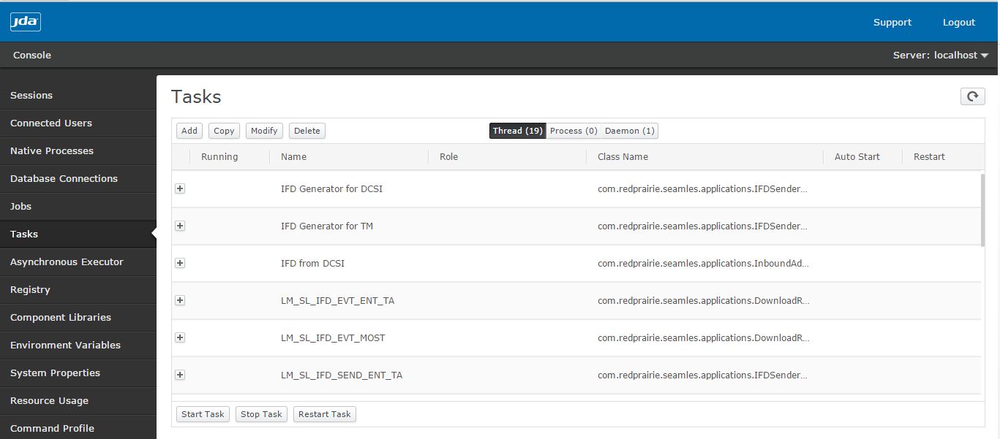 jda
Support Logout
Console
Server: localhost
Sessions
Connected Users
Native Processes
Database Connections
Jobs
Tasks
Asynchronous Executor
Registry
Component Libraries
Environment Variables
System Properties
Resource Usage
Command Profile
Tasks
Add Copy Modify Delete Thread (19) Process (0) Daemon (1)
Running Name Role Class Name Auto Start Restart
IFD Generator for DCSI com.redprairie.seamles.applications.IFDSender...
IFD Generator for TM com.redprairie.seamles.applications.IFDSender...
IFD from DCSI com.redprairie.seamles.applications.InboundAd...
LM_SL_IFD_EVT_ENT_TA com.redprairie.seamles.applications.DownloadR...
LM_SL_IFD_EVT_MOST com.redprairie.seamles.applications.DownloadR...
LM_SL_IFD_SEND_ENT_TA com.redprairie.seamles.applications.IFDSender...
Start Task Stop Task Restart Task